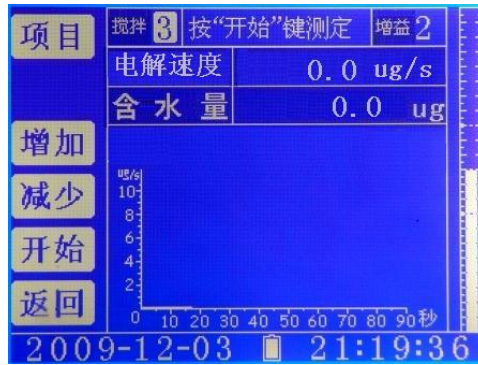 项目
搅拌 3 按“开始”键测定 增益2
电解速度 0.0 ug/s
含水量 0.0 ug
增加
减少
开始
返回
ug/s
10
8
6
4
2
0 10 20 30 40 50 60 70 80 90秒
2009-12-03 21:19:36